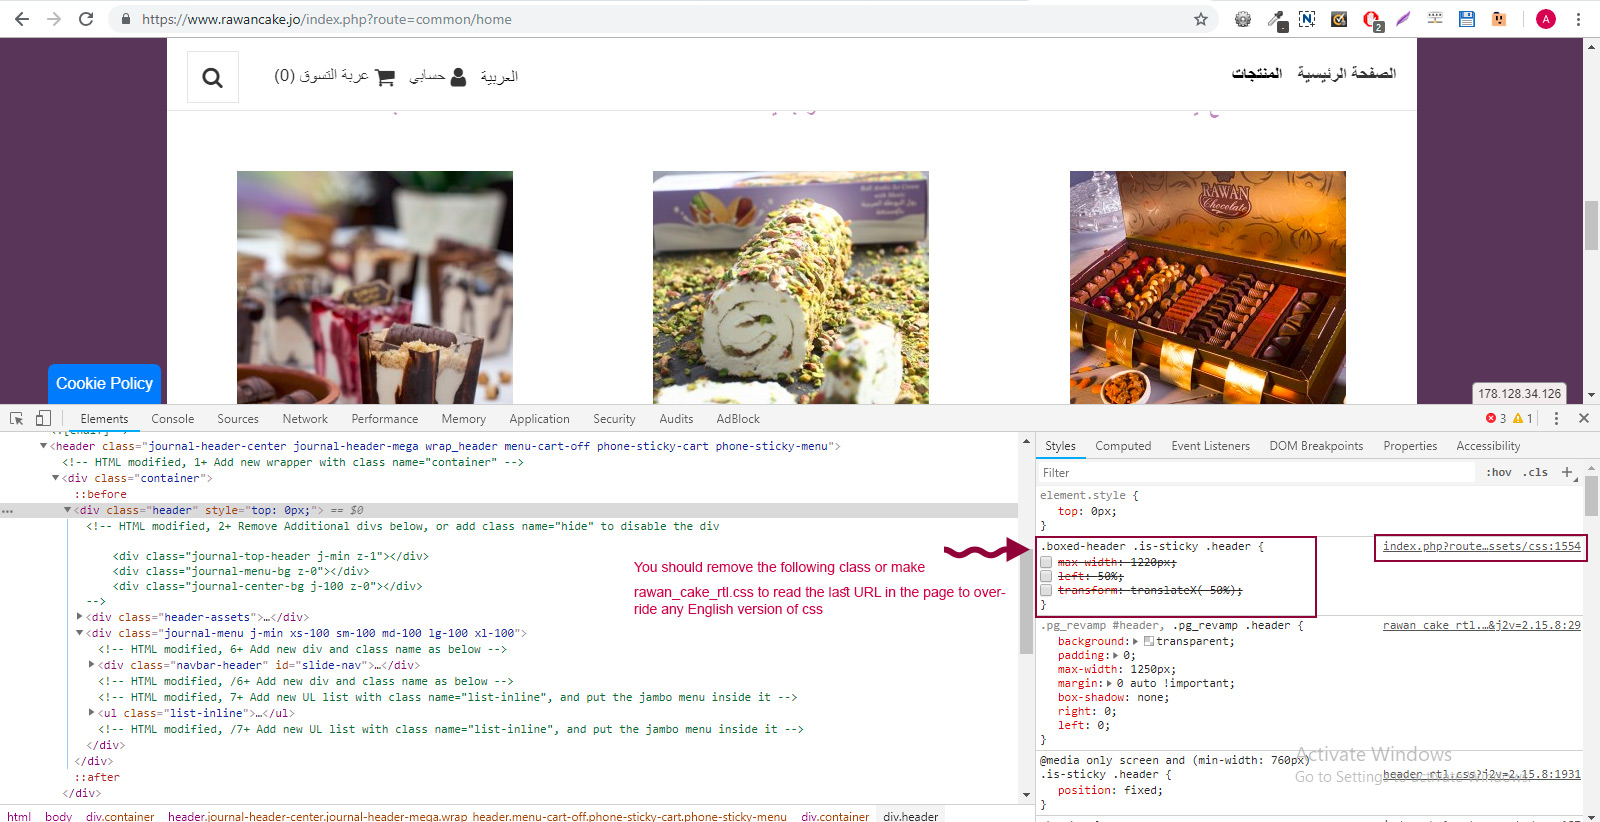 https://www.rawancake.jo/index.php?route=common/home
2
A
الصفحة الرئيسية
المنتجات
العربية
حسابي
عربة التسوق (0)
RAWAN
Chocolate
Cookie Policy
178.128.34.126
Elements
Console
Sources
Network
Performance
Memory
Application
Security
Audits
AdBlock
3
1
<header class="journal-header-center journal-header-mega wrap_header menu-cart-off phone-sticky-cart phone-sticky-menu">
<!-- HTML modified, 1+ Add new wrapper with class name="container" -->
<div class="container">
::before
... <div class="header" style="top: 0px;"> == $0
<!-- HTML modified, 2+ Remove Additional divs below, or add class name="hide" to disable the div
<div class="journal-top-header j-min z-1"></div>
<div class="journal-menu-bg z-0"></div>
<div class="journal-center-bg j-100 z-0"></div>
-->
<div class="header-assets">…</div>
<div class="journal-menu j-min xs-100 sm-100 md-100 lg-100 xl-100">
<!-- HTML modified, 6+ Add new div and class name as below -->
<div class="navbar-header" id="slide-nav">…</div>
<!-- HTML modified, /6+ Add new div and class name as below -->
<!-- HTML modified, 7+ Add new UL list with class name="list-inline", and put the jambo menu inside it -->
<ul class="list-inline">…</ul>
<!-- HTML modified, /7+ Add new UL list with class name="list-inline", and put the jambo menu inside it -->
</div>
</div>
::after
</div>
html body div.container header.journal-header-center.journal-header-mega.wrap_header.menu-cart-off.phone-sticky-cart.phone-sticky-menu div.container div.header
You should remove the following class or make
rawan_cake_rtl.css to read the last URL in the page to over-
ride any English version of css
Styles
Computed
Event Listeners
DOM Breakpoints
Properties
Accessibility
Filter
:hov .cls +
element.style {
top: 0px;
}
.boxed-header .is-sticky .header {
index.php?route…ssets/css:1554
max-width: 1220px;
left: 50%;
transform: translateX(-50%);
}
.pg_revamp #header, .pg_revamp .header {
rawan_cake_rtl.…&j2v=2.15.8:29
background: transparent;
padding: 0;
max-width: 1250px;
margin: 0 auto !important;
box-shadow: none;
right: 0;
left: 0;
}
@media only screen and (min-width: 760px)
.is-sticky .header {
header_rtl.css?j2v=2.15.8:1931
position: fixed;
}
Activate Windows
Go to Settings to activate Windows.